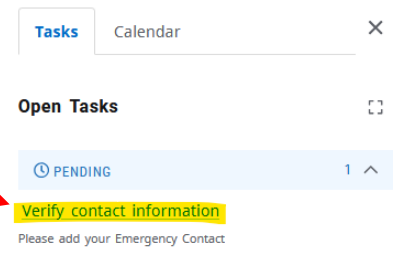 Tasks Calendar
Open Tasks
PENDING 1
Verify contact information
Please add your Emergency Contact